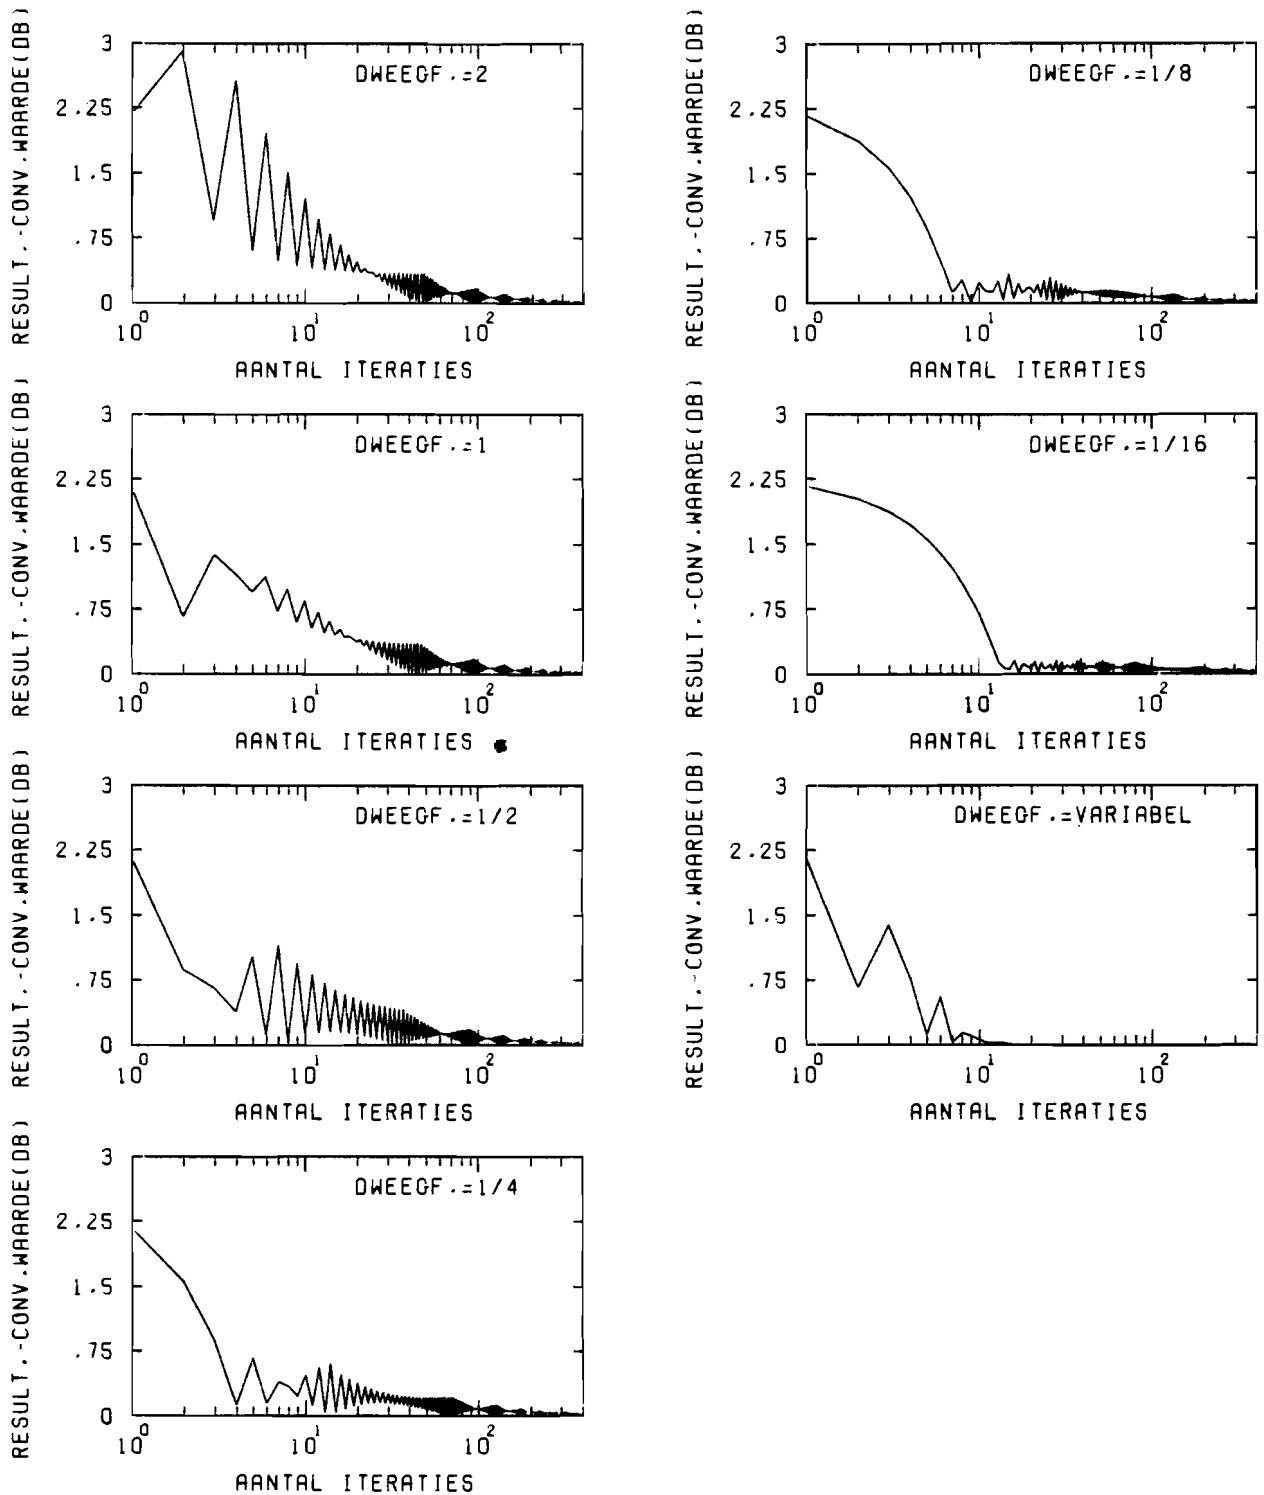 RESULT.-CONV.WAARDE(DB)
3
2.25
1.5
.75
0
DWEEGF.=2
10⁰ 10¹ 10²
AANTAL ITERATIES
RESULT.-CONV.WAARDE(DB)
3
2.25
1.5
.75
0
DWEEGF.=1
10⁰ 10¹ 10²
AANTAL ITERATIES
RESULT.-CONV.WAARDE(DB)
3
2.25
1.5
.75
0
DWEEGF.=1/2
10⁰ 10¹ 10²
AANTAL ITERATIES
RESULT.-CONV.WAARDE(DB)
3
2.25
1.5
.75
0
DWEEGF.=1/4
10⁰ 10¹ 10²
AANTAL ITERATIES
RESULT.-CONV.WAARDE(DB)
3
2.25
1.5
.75
0
DWEEGF.=1/8
10⁰ 10¹ 10²
AANTAL ITERATIES
RESULT.-CONV.WAARDE(DB)
3
2.25
1.5
.75
0
DWEEGF.=1/16
10⁰ 10¹ 10²
AANTAL ITERATIES
RESULT.-CONV.WAARDE(DB)
3
2.25
1.5
.75
0
DWEEGF.=VARIABEL
10⁰ 10¹ 10²
AANTAL ITERATIES